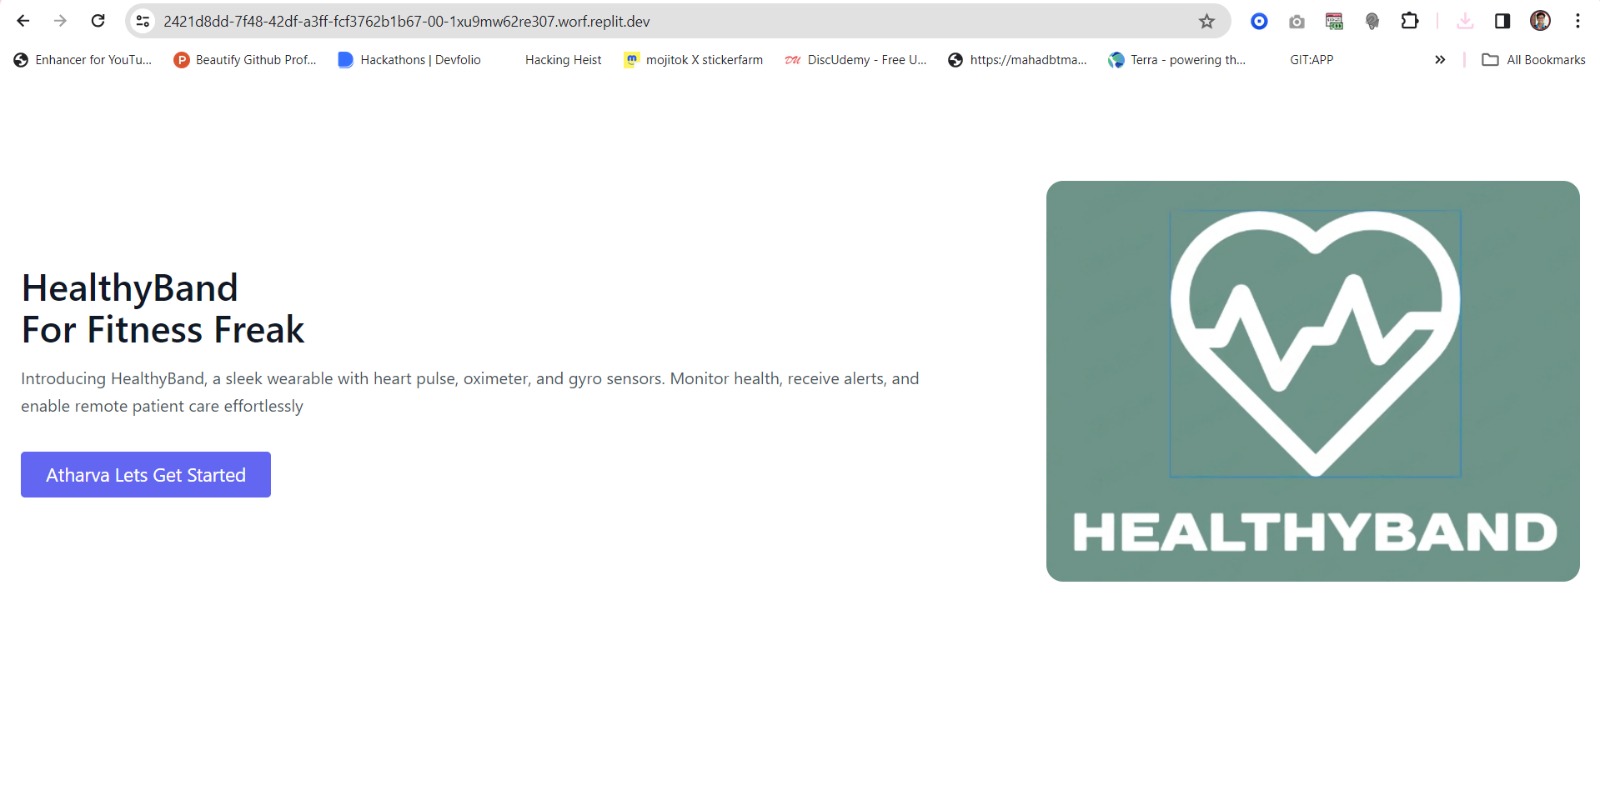 2421d8dd-7f48-42df-a3ff-fcf3762b1b67-00-1xu9mw62re307.worf.replit.dev
Enhancer for YouTu... Beautify Github Prof... Hackathons | Devfolio Hacking Heist mojitok X stickerfarm DU DiscUdemy - Free U... https://mahadbtma... Terra - powering th... GIT:APP » All Bookmarks
HealthyBand
For Fitness Freak
Introducing HealthyBand, a sleek wearable with heart pulse, oximeter, and gyro sensors. Monitor health, receive alerts, and
enable remote patient care effortlessly
Atharva Lets Get Started
HEALTHYBAND